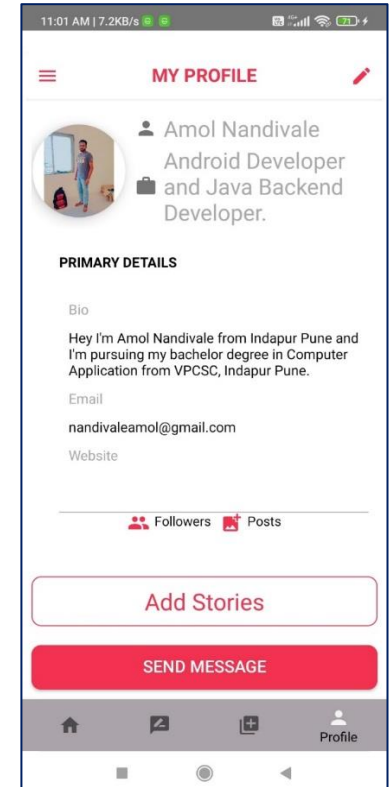 11:01 AM | 7.2KB/s
71
MY PROFILE
Amol Nandivale
Android Developer
and Java Backend
Developer.
PRIMARY DETAILS
Bio
Hey I'm Amol Nandivale from Indapur Pune and
I'm pursuing my bachelor degree in Computer
Application from VPCSC, Indapur Pune.
Email
nandivaleamol@gmail.com
Website
Followers Posts
Add Stories
SEND MESSAGE
Profile